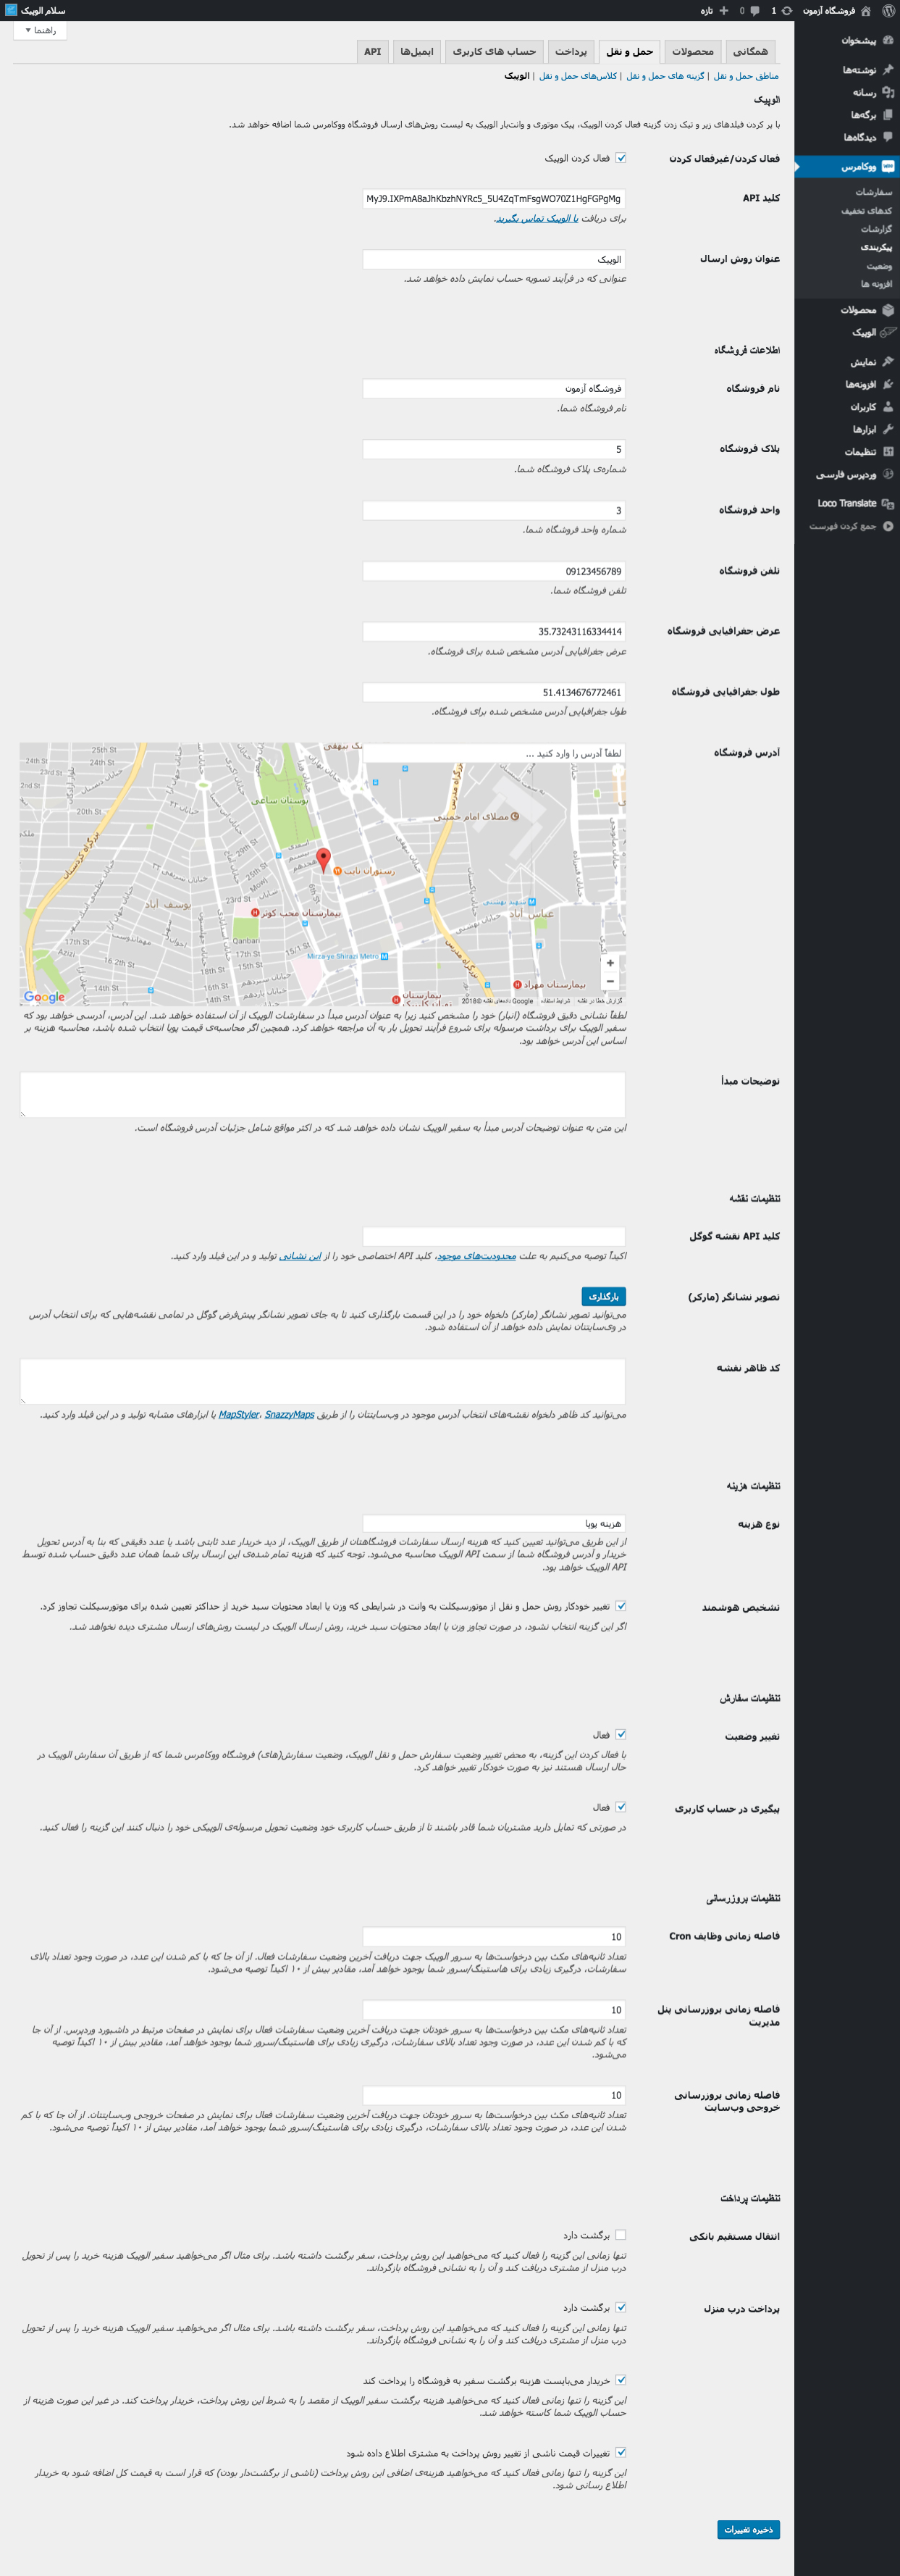 فروشگاه آزمون
1
0
تازه
سلام الوپیک
راهنما
پیشخوان
نوشته‌ها
رسانه
برگه‌ها
دیدگاه‌ها
ووکامرس
سفارشات
کدهای تخفیف
گزارشات
پیکربندی
وضعیت
افزونه ها
محصولات
الوپیک
نمایش
افزونه‌ها
کاربران
ابزارها
تنظیمات
وردپرس فارسی
Loco Translate
جمع کردن فهرست
همگانی
محصولات
حمل و نقل
پرداخت
حساب های کاربری
ایمیل‌ها
API
مناطق حمل و نقل | گزینه های حمل و نقل | کلاس‌های حمل و نقل | الوپیک
الوپیک
با پر کردن فیلدهای زیر و تیک زدن گزینه فعال کردن الوپیک، پیک موتوری و وانت‌بار الوپیک به لیست روش‌های ارسال فروشگاه ووکامرس شما اضافه خواهد شد.
فعال کردن/غیرفعال کردن
فعال کردن الوپیک
کلید API
MyJ9.IXPmA8aJhKbzhNYRc5_5U4ZqTmFsgWO70Z1HgFGPgMg
برای دریافت با الوپیک تماس بگیرید.
عنوان روش ارسال
الوپیک
عنوانی که در فرآیند تسویه حساب نمایش داده خواهد شد.
اطلاعات فروشگاه
نام فروشگاه
فروشگاه آزمون
نام فروشگاه شما.
پلاک فروشگاه
5
شماره‌ی پلاک فروشگاه شما.
واحد فروشگاه
3
شماره واحد فروشگاه شما.
تلفن فروشگاه
09123456789
تلفن فروشگاه شما.
عرض جغرافیایی فروشگاه
35.73243116334414
عرض جغرافیایی آدرس مشخص شده برای فروشگاه.
طول جغرافیایی فروشگاه
51.4134676772461
طول جغرافیایی آدرس مشخص شده برای فروشگاه.
آدرس فروشگاه
لطفاً آدرس را وارد کنید ...
25th St
24th St
24th St
23rd St
21st St
20th St
بوستان ساعی
مصلای امام خمینی
بزرگراه مدرس
بزرگراه کردستان
رستوران نایب
یوسف آباد
23rd St
بیمارستان محب کوثر
شهید بهشتی
عباس آباد
Qanbari
17th St
18th St
16th St
15th St
14th St
Azizi
Mirza-ye Shirazi Metro
بزرگراه مدرس
بیمارستان مهراد
بیمارستان
Google
گزارش خطا در نقشه
شرایط استفاده
داده‌های نقشه ©2018 Google
لطفاً نشانی دقیق فروشگاه (انبار) خود را مشخص کنید زیرا به عنوان آدرس مبدأ در سفارشات الوپیک از آن استفاده خواهد شد. این آدرس، آدرسی خواهد بود که
سفیر الوپیک برای برداشت مرسوله برای شروع فرآیند تحویل بار به آن مراجعه خواهد کرد. همچنین اگر محاسبه‌ی قیمت پویا انتخاب شده باشد، محاسبه هزینه بر
اساس این آدرس خواهد بود.
توضیحات مبدأ
این متن به عنوان توضیحات آدرس مبدأ به سفیر الوپیک نشان داده خواهد شد که در اکثر مواقع شامل جزئیات آدرس فروشگاه است.
تنظیمات نقشه
کلید API نقشه گوگل
اکیداً توصیه می‌کنیم به علت محدودیت‌های موجود، کلید API اختصاصی خود را از این نشانی تولید و در این فیلد وارد کنید.
تصویر نشانگر (مارکر)
بارگذاری
می‌توانید تصویر نشانگر (مارکر) دلخواه خود را در این قسمت بارگذاری کنید تا به جای تصویر نشانگر پیش‌فرض گوگل در تمامی نقشه‌هایی که برای انتخاب آدرس
در وی‌سایتتان نمایش داده خواهد از آن استفاده شود.
کد ظاهر نقشه
می‌توانید کد ظاهر دلخواه نقشه‌های انتخاب آدرس موجود در وب‌سایتتان را از طریق MapStyler، SnazzyMaps یا ابزارهای مشابه تولید و در این فیلد وارد کنید.
تنظیمات هزینه
نوع هزینه
هزینه پویا
از این طریق می‌توانید تعیین کنید که هزینه ارسال سفارشات فروشگاهتان از طریق الوپیک، از دید خریدار عدد ثابتی باشد یا عدد دقیقی که بنا به آدرس تحویل
خریدار و آدرس فروشگاه شما از سمت API الوپیک محاسبه می‌شود. توجه کنید که هزینه تمام شده‌ی این ارسال برای شما همان عدد دقیق حساب شده توسط
API الوپیک خواهد بود.
تشخیص هوشمند
تغییر خودکار روش حمل و نقل از موتورسیکلت به وانت در شرایطی که وزن یا ابعاد محتویات سبد خرید از حداکثر تعیین شده برای موتورسیکلت تجاوز کرد.
اگر این گزینه انتخاب نشود، در صورت تجاوز وزن یا ابعاد محتویات سبد خرید، روش ارسال الوپیک در لیست روش‌های ارسال مشتری دیده نخواهد شد.
تنظیمات سفارش
تغییر وضعیت
فعال
با فعال کردن این گزینه، به محض تغییر وضعیت سفارش حمل و نقل الوپیک، وضعیت سفارش(های) فروشگاه ووکامرس شما که از طریق آن سفارش الوپیک در
حال ارسال هستند نیز به صورت خودکار تغییر خواهد کرد.
پیگیری در حساب کاربری
فعال
در صورتی که تمایل دارید مشتریان شما قادر باشند تا از طریق حساب کاربری خود وضعیت تحویل مرسوله‌ی الوپیکی خود را دنبال کنند این گزینه را فعال کنید.
تنظیمات بروزرسانی
فاصله زمانی وظایف Cron
10
تعداد ثانیه‌های مکث بین درخواست‌ها به سرور الوپیک جهت دریافت آخرین وضعیت سفارشات فعال. از آن جا که با کم شدن این عدد، در صورت وجود تعداد بالای
سفارشات، درگیری زیادی برای هاستینگ/سرور شما بوجود خواهد آمد، مقادیر بیش از ۱۰ اکیداً توصیه می‌شود.
فاصله زمانی بروزرسانی پنل
مدیریت
10
تعداد ثانیه‌های مکث بین درخواست‌ها به سرور خودتان جهت دریافت آخرین وضعیت سفارشات فعال برای نمایش در صفحات مرتبط در داشبورد وردپرس. از آن جا
که با کم شدن این عدد، در صورت وجود تعداد بالای سفارشات، درگیری زیادی برای هاستینگ/سرور شما بوجود خواهد آمد، مقادیر بیش از ۱۰ اکیداً توصیه
می‌شود.
فاصله زمانی بروزرسانی
خروجی وب‌سایت
10
تعداد ثانیه‌های مکث بین درخواست‌ها به سرور خودتان جهت دریافت آخرین وضعیت سفارشات فعال برای نمایش در صفحات خروجی وب‌سایتتان. از آن جا که با کم
شدن این عدد، در صورت وجود تعداد بالای سفارشات، درگیری زیادی برای هاستینگ/سرور شما بوجود خواهد آمد، مقادیر بیش از ۱۰ اکیداً توصیه می‌شود.
تنظیمات پرداخت
انتقال مستقیم بانکی
برگشت دارد
تنها زمانی این گزینه را فعال کنید که می‌خواهید این روش پرداخت، سفر برگشت داشته باشد. برای مثال اگر می‌خواهید سفیر الوپیک هزینه خرید را پس از تحویل
درب منزل از مشتری دریافت کند و آن را به نشانی فروشگاه بازگرداند.
پرداخت درب منزل
برگشت دارد
تنها زمانی این گزینه را فعال کنید که می‌خواهید این روش پرداخت، سفر برگشت داشته باشد. برای مثال اگر می‌خواهید سفیر الوپیک هزینه خرید را پس از تحویل
درب منزل از مشتری دریافت کند و آن را به نشانی فروشگاه بازگرداند.
خریدار می‌بایست هزینه برگشت سفیر به فروشگاه را پرداخت کند
این گزینه را تنها زمانی فعال کنید که می‌خواهید هزینه برگشت سفیر الوپیک از مقصد را به شرط این روش پرداخت، خریدار پرداخت کند. در غیر این صورت هزینه از
حساب الوپیک شما کاسته خواهد شد.
تغییرات قیمت ناشی از تغییر روش پرداخت به مشتری اطلاع داده شود
این گزینه را تنها زمانی فعال کنید که می‌خواهید هزینه‌ی اضافی این روش پرداخت (ناشی از برگشت‌دار بودن) که قرار است به قیمت کل اضافه شود به خریدار
اطلاع رسانی شود.
ذخیره تغییرات